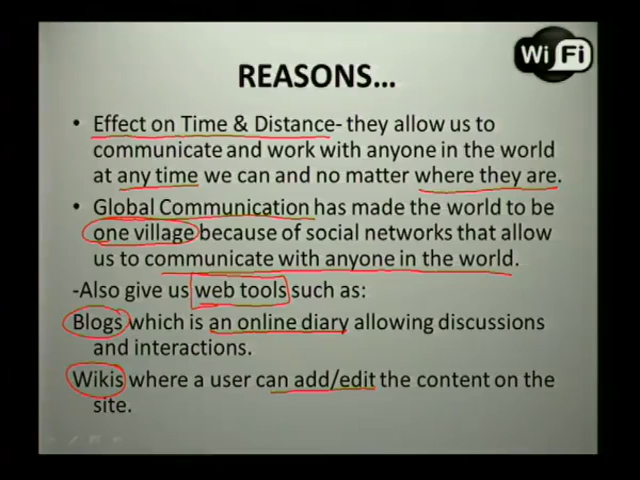 Wi Fi
REASONS...
• Effect on Time & Distance- they allow us to
communicate and work with anyone in the world
at any time we can and no matter where they are.
• Global Communication has made the world to be
one village because of social networks that allow
us to communicate with anyone in the world.
-Also give us web tools such as:
Blogs which is an online diary allowing discussions
and interactions.
Wikis where a user can add/edit the content on the
site.